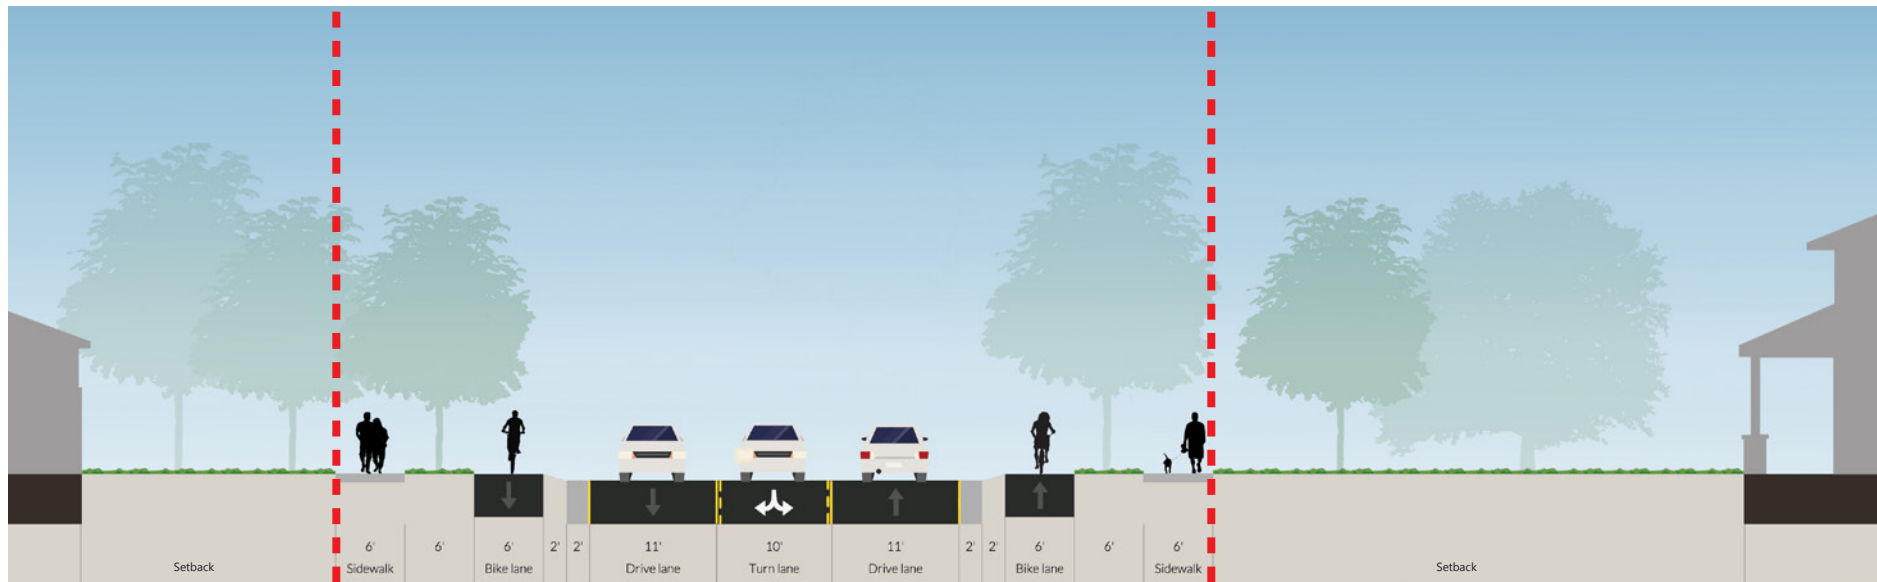 6' 6' 6' 2' 2' 11' 10' 11' 2' 2' 6' 6' 6'
Setback Sidewalk Bike lane Drive lane Turn lane Drive lane Bike lane Sidewalk Setback